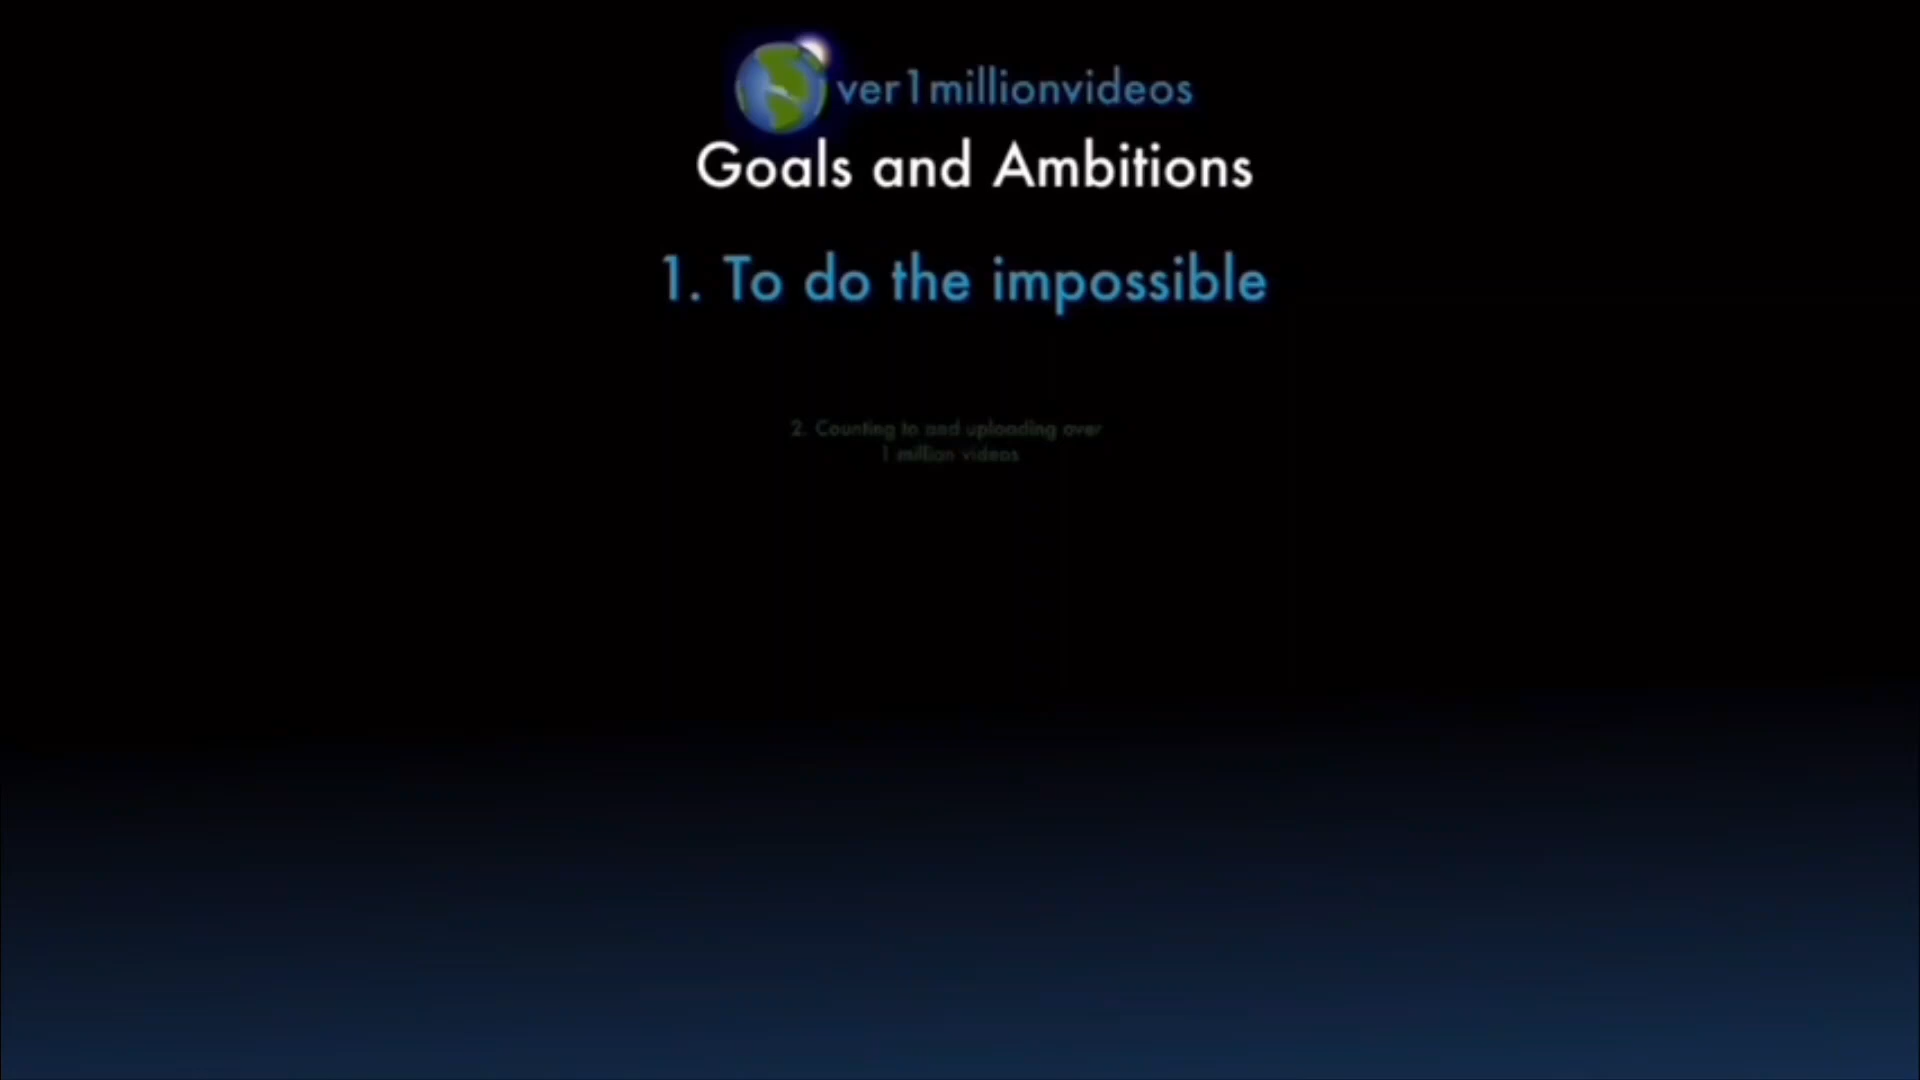 ver1millionvideos
Goals and Ambitions
1. To do the impossible
2. Counting to and uploading over
1 million videos